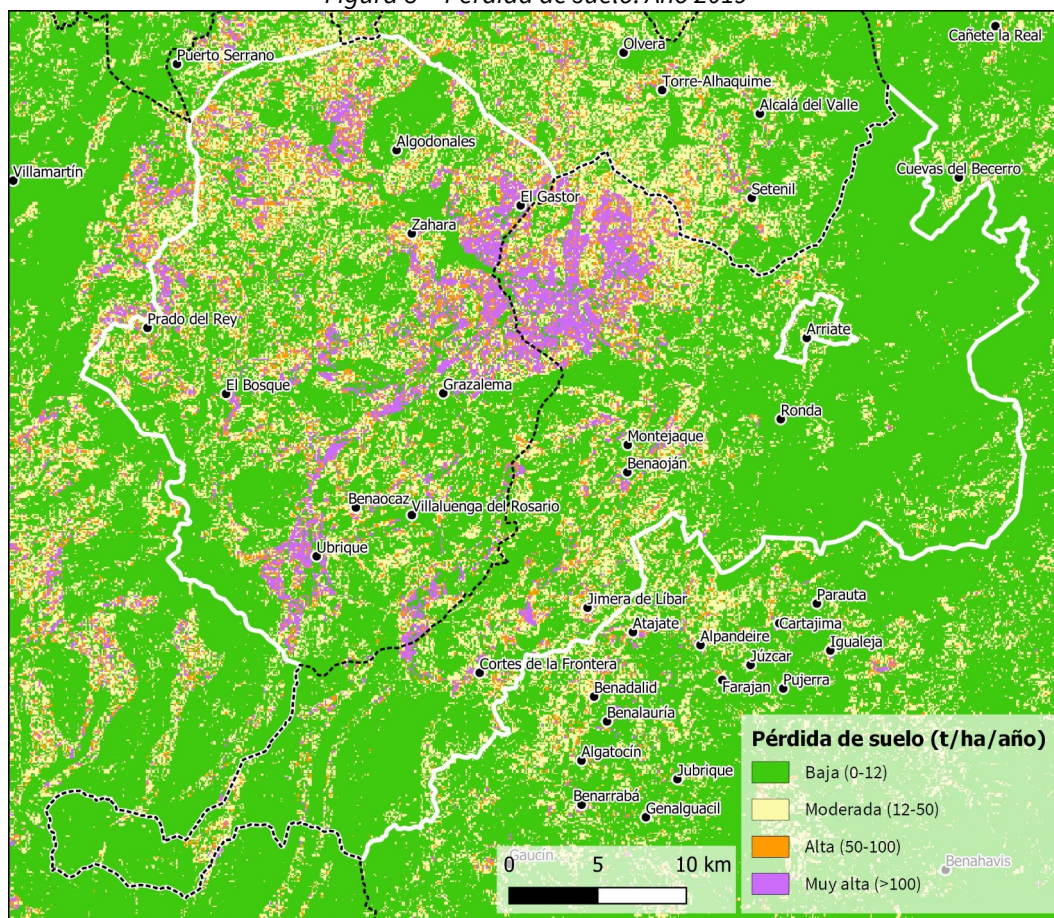 Figura 8 – Pérdida de suelo. Año 2019
Cañete la Real
Olvera
Puerto Serrano
Torre-Alhaquime
Alcalá del Valle
Algodonales
Villamartín
Cuevas del Becerro
El Gastor
Setenil
Zahara
Prado del Rey
Arriate
El Bosque
Grazalema
Ronda
Montejaque
Benaoján
Benaocaz
Villaluenga del Rosario
Ubrique
Jimera de Líbar
Parauta
Atajate
Cartajima
Alpandeire
Igualeja
Júzcar
Cortes de la Frontera
Farajan
Pujerra
Benadalid
Benalauría
Algatocín
Jubrique
Benarrabá
Genalguacil
Gaucín
Benahavis
Pérdida de suelo (t/ha/año)
Baja (0-12)
Moderada (12-50)
Alta (50-100)
Muy alta (>100)
0 5 10 km